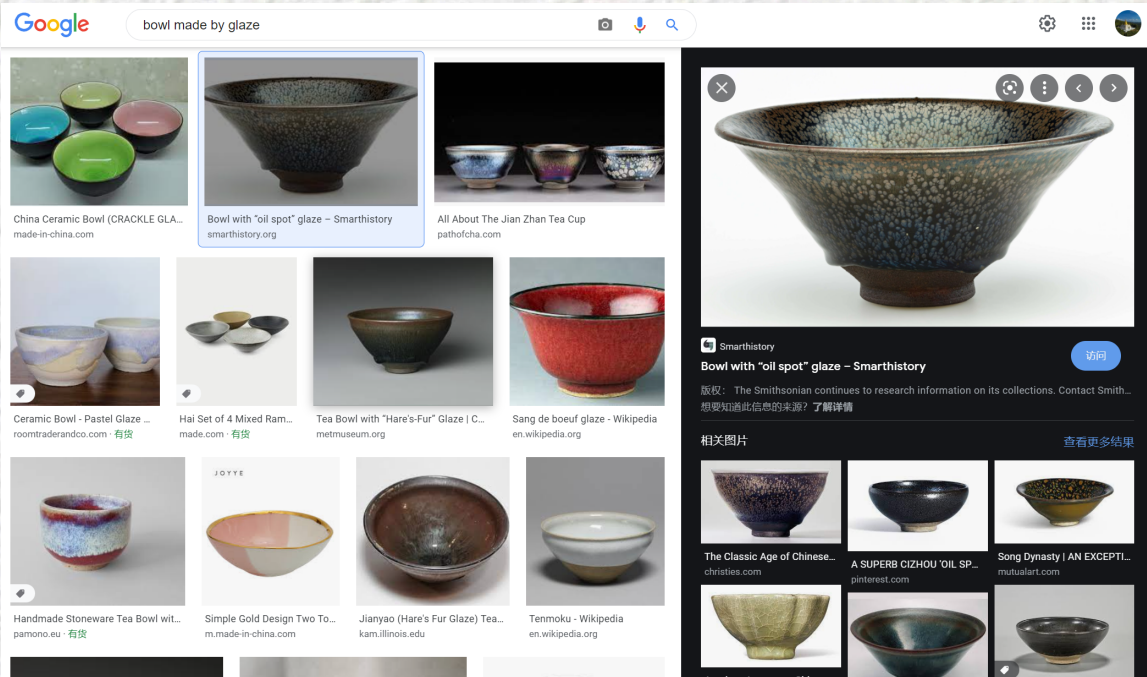 Google
bowl made by glaze
China Ceramic Bowl (CRACKLE GLA...
made-in-china.com
Bowl with “oil spot” glaze – Smarthistory
smarthistory.org
All About The Jian Zhan Tea Cup
pathofcha.com
Ceramic Bowl - Pastel Glaze ...
roomtraderandco.com · 有货
Hai Set of 4 Mixed Ram...
made.com · 有货
Tea Bowl with “Hare's-Fur” Glaze | C...
metmuseum.org
Sang de boeuf glaze - Wikipedia
en.wikipedia.org
JOYYE
Handmade Stoneware Tea Bowl wit...
pamono.eu · 有货
Simple Gold Design Two To...
m.made-in-china.com
Jianyao (Hare's Fur Glaze) Tea...
kam.illinois.edu
Tenmoku - Wikipedia
en.wikipedia.org
Smarthistory
Bowl with “oil spot” glaze – Smarthistory
访问
版权： The Smithsonian continues to research information on its collections. Contact Smith...
想要知道此信息的来源？了解详情
相关图片
查看更多结果
The Classic Age of Chinese...
christies.com
A SUPERB CIZHOU 'OIL SP...
pinterest.com
Song Dynasty | AN EXCEPTI...
mutualart.com